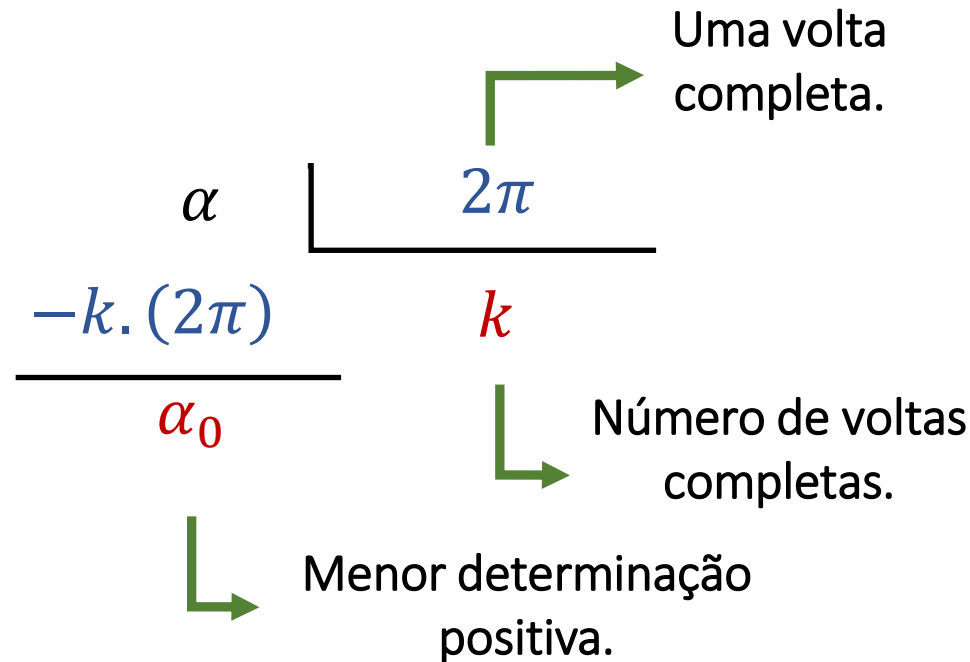 Uma volta
completa.
α 2π
−k. (2π) k
α₀
Número de voltas
completas.
Menor determinação
positiva.